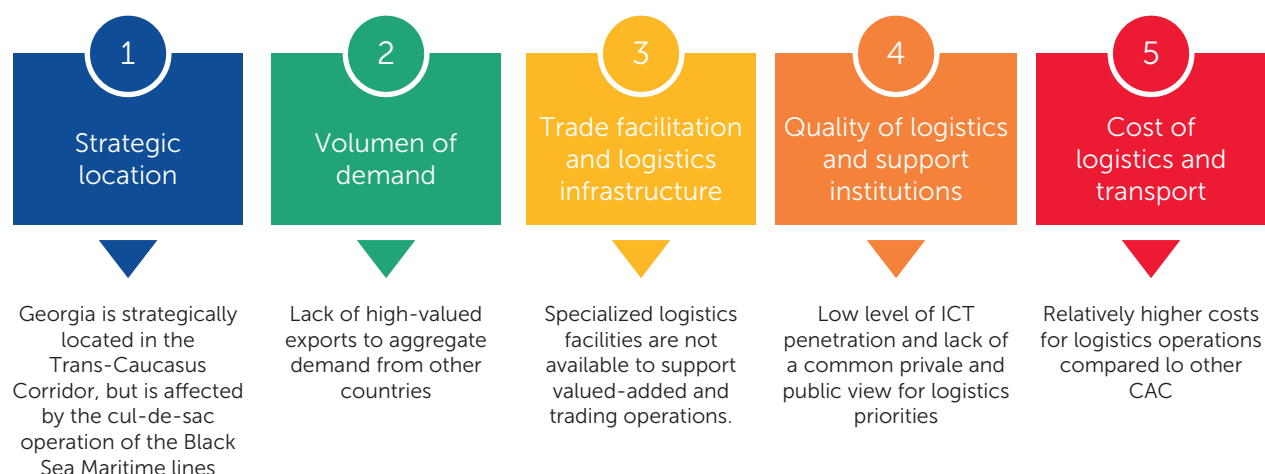 1
Strategic
location
Georgia is strategically
located in the
Trans-Caucasus
Corridor, but is affected
by the cul-de-sac
operation of the Black
Sea Maritime lines
2
Volumen of
demand
Lack of high-valued
exports to aggregate
demand from other
countries
3
Trade facilitation
and logistics
infrastructure
Specialized logistics
facilities are not
available to support
valued-added and
trading operations.
4
Quality of logistics
and support
institutions
Low level of ICT
penetration and lack of
a common privale and
public view for logistics
priorities
5
Cost of
logistics and
transport
Relatively higher costs
for logistics operations
compared lo other
CAC